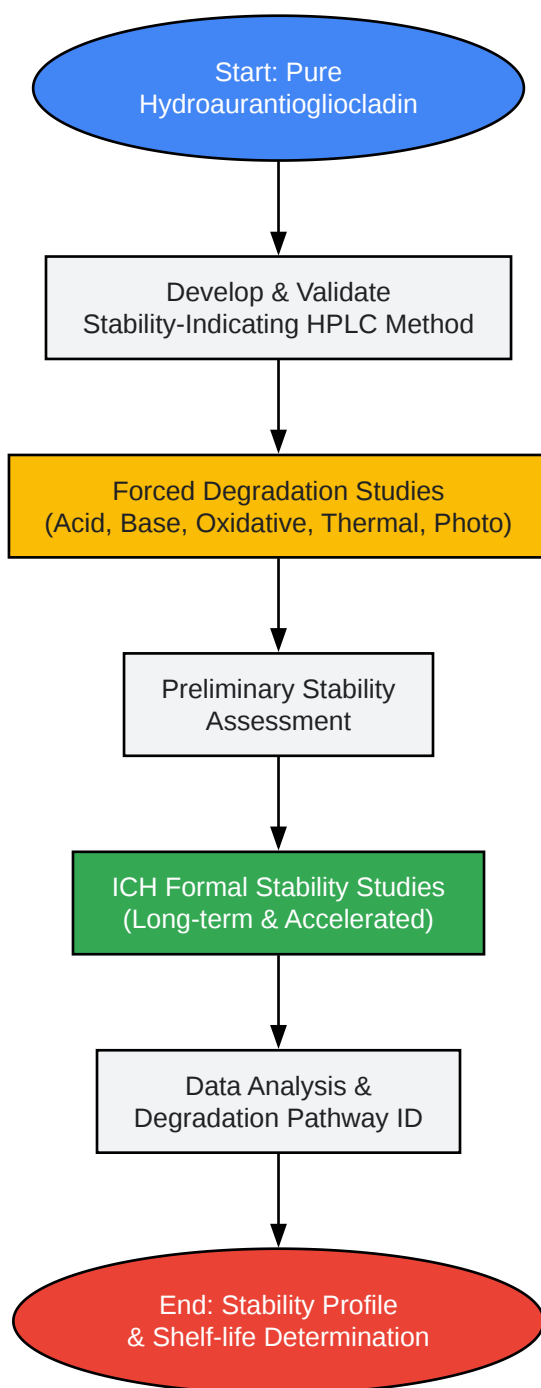 Start: Pure
Hydroaurantiogliocladin
Develop & Validate
Stability-Indicating HPLC Method
Forced Degradation Studies
(Acid, Base, Oxidative, Thermal, Photo)
Preliminary Stability
Assessment
ICH Formal Stability Studies
(Long-term & Accelerated)
Data Analysis &
Degradation Pathway ID
End: Stability Profile
& Shelf-life Determination